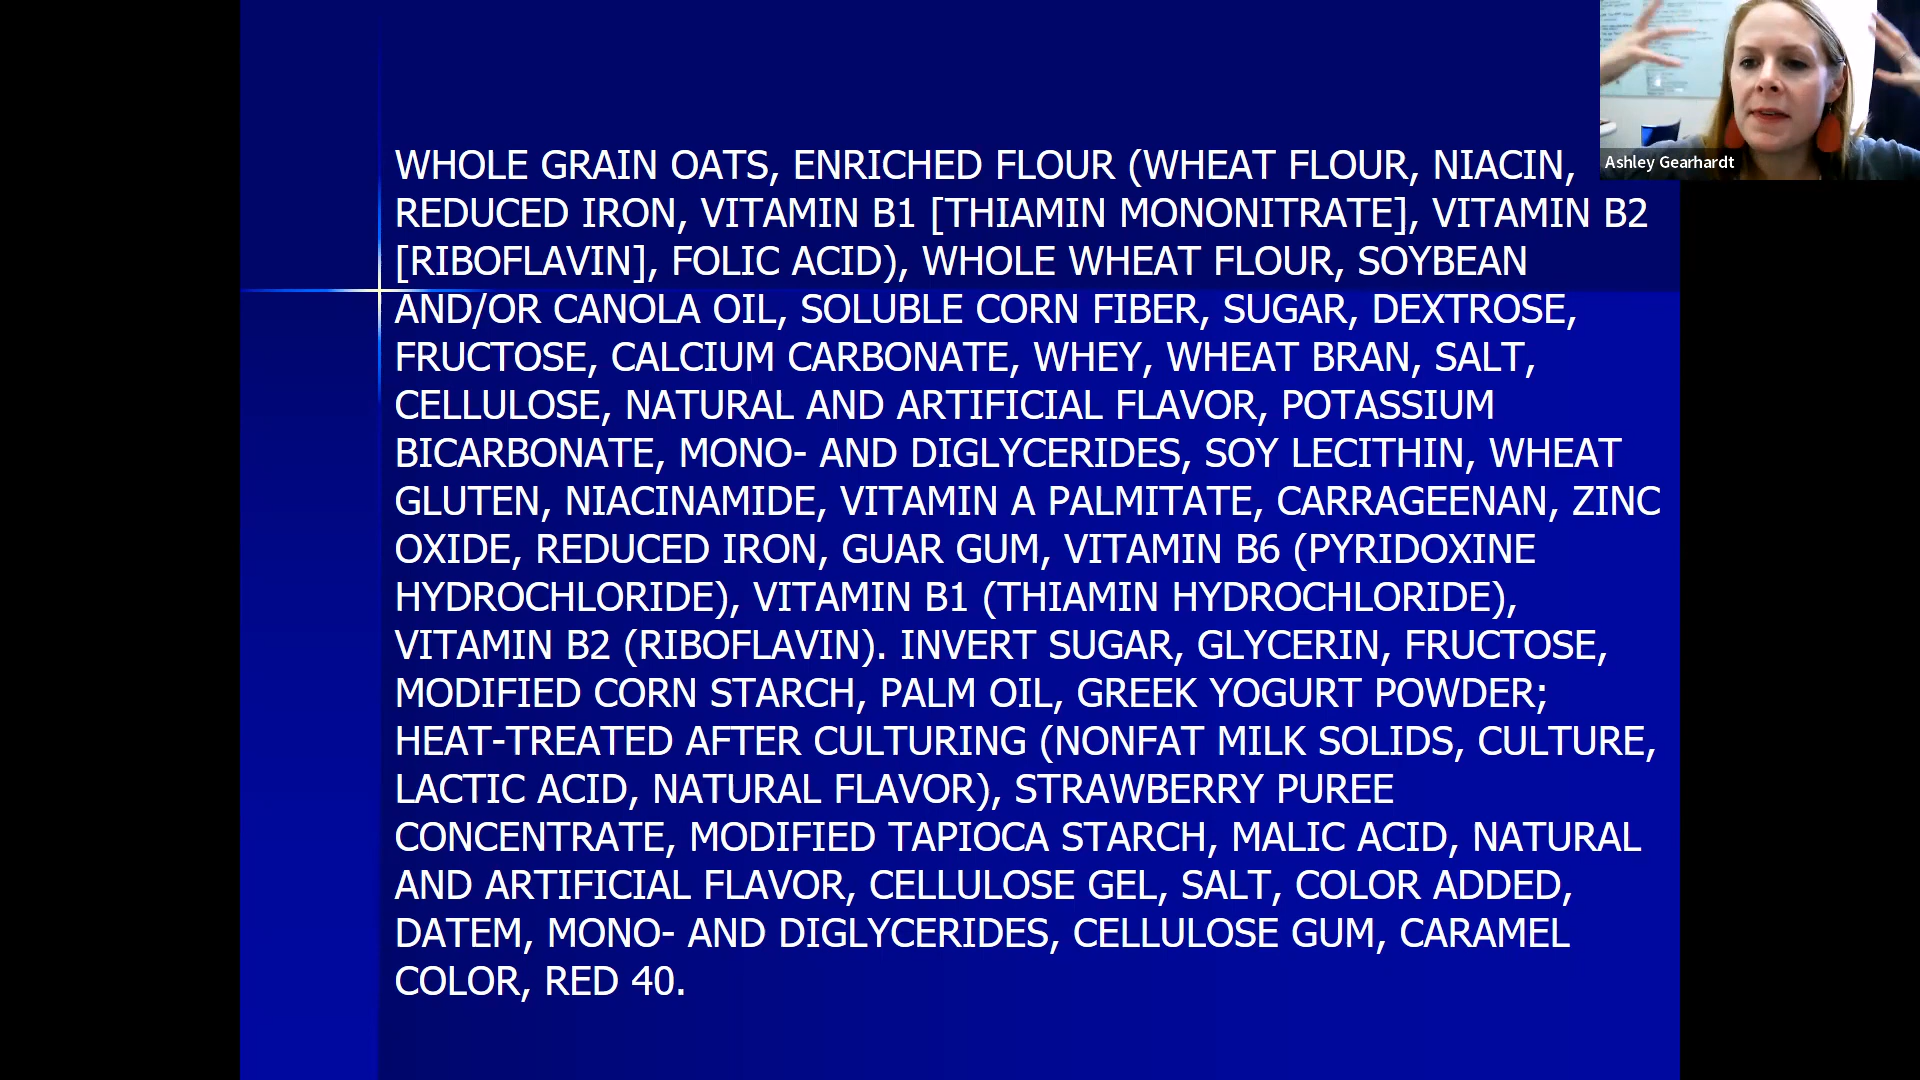 WHOLE GRAIN OATS, ENRICHED FLOUR (WHEAT FLOUR, NIACIN,
REDUCED IRON, VITAMIN B1 [THIAMIN MONONITRATE], VITAMIN B2
[RIBOFLAVIN], FOLIC ACID), WHOLE WHEAT FLOUR, SOYBEAN
AND/OR CANOLA OIL, SOLUBLE CORN FIBER, SUGAR, DEXTROSE,
FRUCTOSE, CALCIUM CARBONATE, WHEY, WHEAT BRAN, SALT,
CELLULOSE, NATURAL AND ARTIFICIAL FLAVOR, POTASSIUM
BICARBONATE, MONO- AND DIGLYCERIDES, SOY LECITHIN, WHEAT
GLUTEN, NIACINAMIDE, VITAMIN A PALMITATE, CARRAGEENAN, ZINC
OXIDE, REDUCED IRON, GUAR GUM, VITAMIN B6 (PYRIDOXINE
HYDROCHLORIDE), VITAMIN B1 (THIAMIN HYDROCHLORIDE),
VITAMIN B2 (RIBOFLAVIN). INVERT SUGAR, GLYCERIN, FRUCTOSE,
MODIFIED CORN STARCH, PALM OIL, GREEK YOGURT POWDER;
HEAT-TREATED AFTER CULTURING (NONFAT MILK SOLIDS, CULTURE,
LACTIC ACID, NATURAL FLAVOR), STRAWBERRY PUREE
CONCENTRATE, MODIFIED TAPIOCA STARCH, MALIC ACID, NATURAL
AND ARTIFICIAL FLAVOR, CELLULOSE GEL, SALT, COLOR ADDED,
DATEM, MONO- AND DIGLYCERIDES, CELLULOSE GUM, CARAMEL
COLOR, RED 40.
Ashley Gearhardt